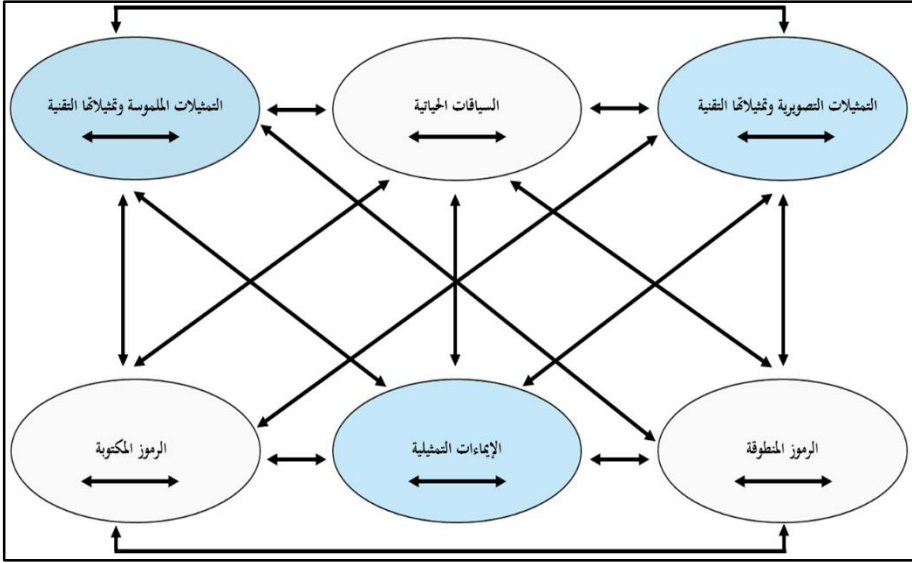 التمثيلات التصويرية وتمثيلاتها التقنية
السياقات الحياتية
التمثيلات الملموسة وتمثيلاتها التقنية
الرموز المنطوقة
الإيماءات التمثيلية
الرموز المكتوبة